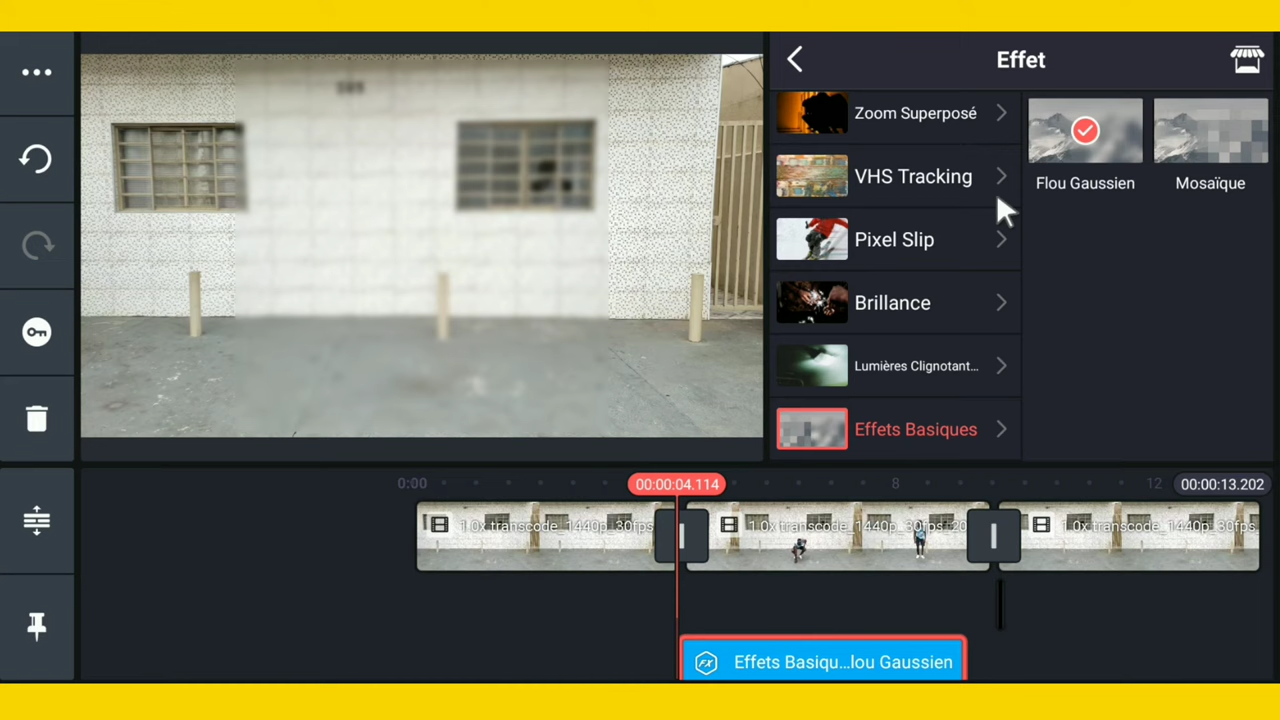 Effet
Zoom Superposé
VHS Tracking
Pixel Slip
Brillance
Lumières Clignotant...
Effets Basiques
Flou Gaussien
Mosaïque
0:00
00:00:04.114
8
12
00:00:13.202
1.0x transcode_1440p_30fps
1.0x transcode_1440p_30fps_20
1.0x transcode_1440p_30fps
FX
Effets Basiqu...lou Gaussien